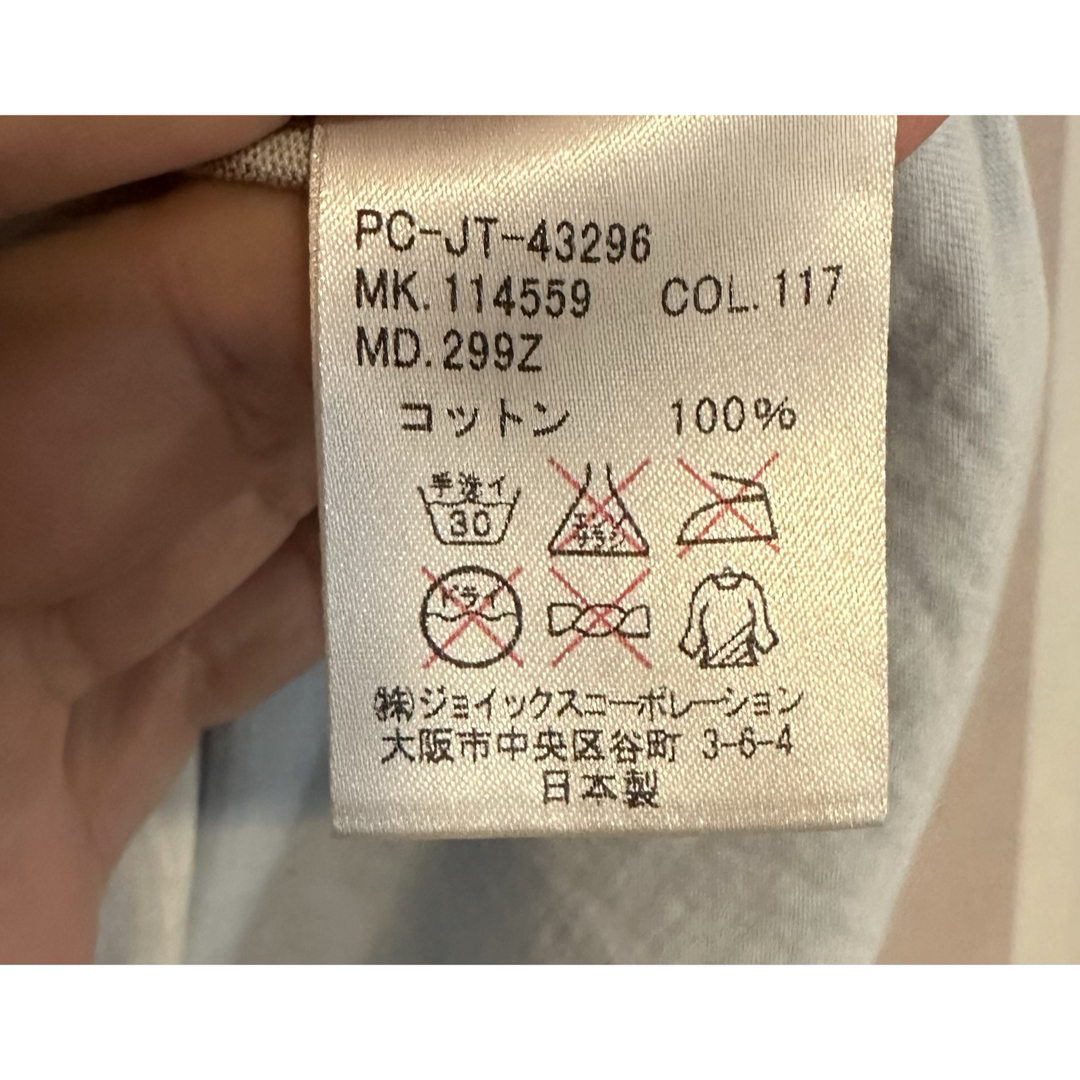 PC-JT-43296
MK.114559 COL.117
MD.299Z
コットン 100%
手洗イ 30 エンソ サラシ
ドライ
㈱ジョイックスコーポレーション
大阪市中央区谷町 3-6-4
日本製